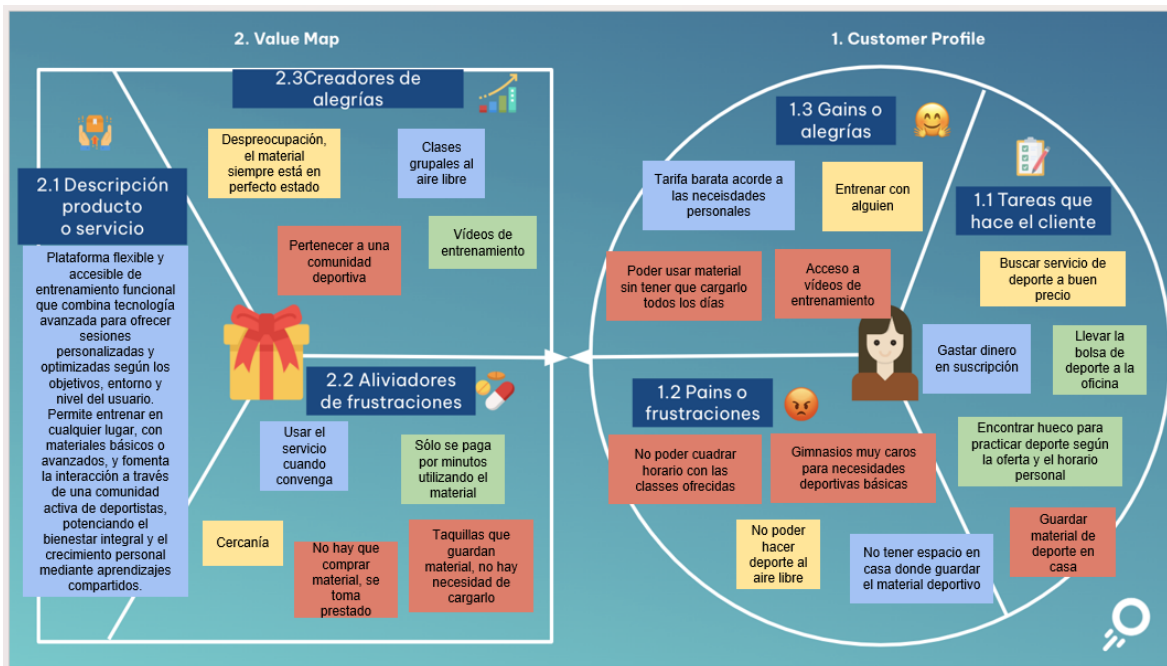 2. Value Map
2.3Creadores de
alegrías
Despreocupación,
el material
siempre está en
perfecto estado
Clases
grupales al
aire libre
Pertenecer a una
comunidad
deportiva
Vídeos de
entrenamiento
2.1 Descripción
producto
o servicio
Plataforma flexible y
accesible de
entrenamiento funcional
que combina tecnología
avanzada para ofrecer
sesiones
personalizadas y
optimizadas según los
objetivos, entorno y
nivel del usuario.
Permite entrenar en
cualquier lugar, con
materiales básicos o
avanzados, y fomenta
la interacción a través
de una comunidad
activa de deportistas,
potenciando el
bienestar integral y el
crecimiento personal
mediante aprendizajes
compartidos.
2.2 Aliviadores
de frustraciones
Usar el
servicio
cuando
convenga
Sólo se paga
por minutos
utilizando el
material
Cercanía
No hay que
comprar
material, se
toma
prestado
Taquillas que
guardan
material, no hay
necesidad de
cargarlo
1. Customer Profile
1.3 Gains o
alegrías
Tarifa barata acorde a
las neceisdades
personales
Entrenar con
alguien
Poder usar material
sin tener que cargarlo
todos los días
Acceso a
vídeos de
entrenamiento
1.1 Tareas que
hace el cliente
Buscar servicio de
deporte a buen
precio
Gastar dinero
en suscripción
Llevar la
bolsa de
deporte a la
oficina
Encontrar hueco para
practicar deporte según
la oferta y el horario
personal
Guardar
material de
deporte en
casa
1.2 Pains o
frustraciones
No poder cuadrar
horario con las
classes ofrecidas
Gimnasios muy caros
para necesidades
deportivas básicas
No poder
hacer
deporte al
aire libre
No tener espacio en
casa donde guardar
el material deportivo